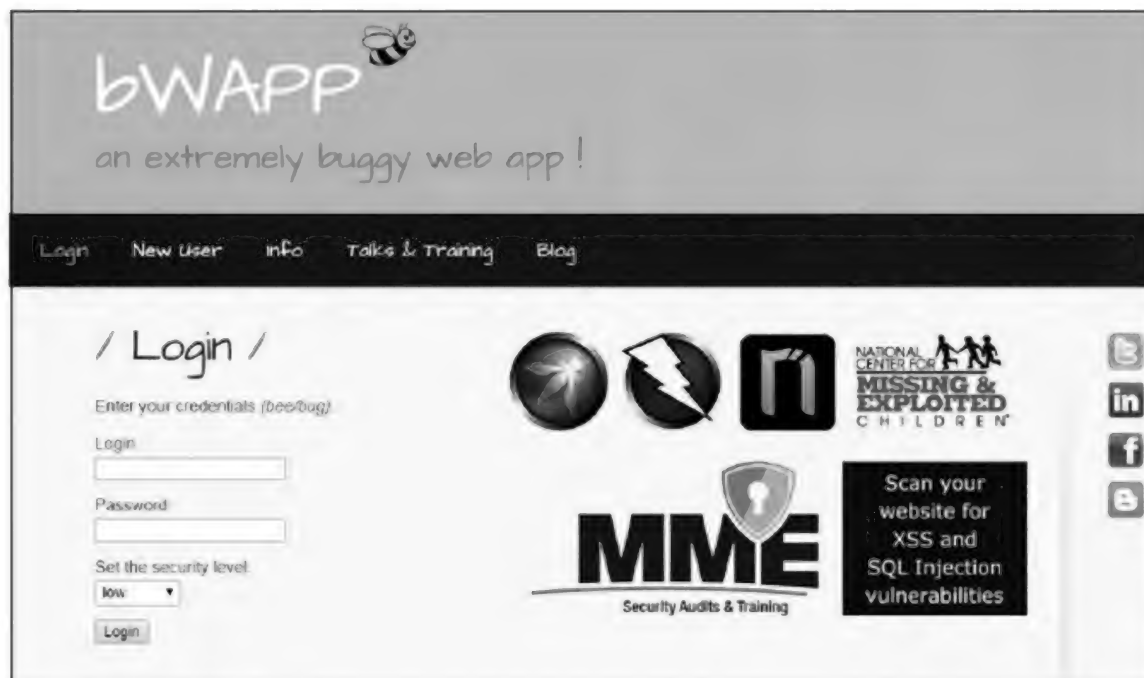 bWAPP
an extremely buggy web app !
Login New User Info Talks & Training Blog
/ Login /
Enter your credentials (bee/bug).
Login:
Password:
Set the security level:
low
Login
NATIONAL
CENTER FOR
MISSING &
EXPLOITED
CHILDREN
MME
Security Audits & Training
Scan your
website for
XSS and
SQL Injection
vulnerabilities
in
f